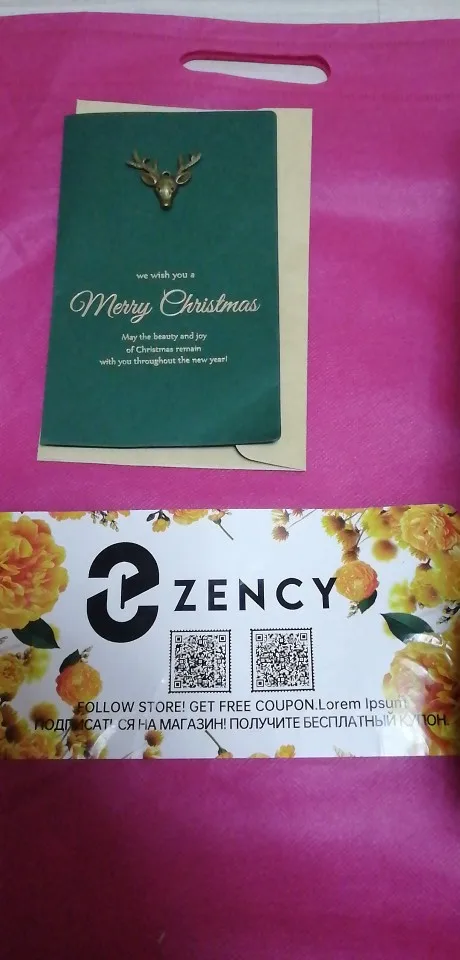 we wish you a
Merry Christmas
May the beauty and joy
of Christmas remain
with you throughout the new year!
ZENCY
FOLLOW STORE! GET FREE COUPON.Lorem Ipsum
ПОДПИСАТЬСЯ НА МАГАЗИН! ПОЛУЧИТЕ БЕСПЛАТНЫЙ КУПОН.